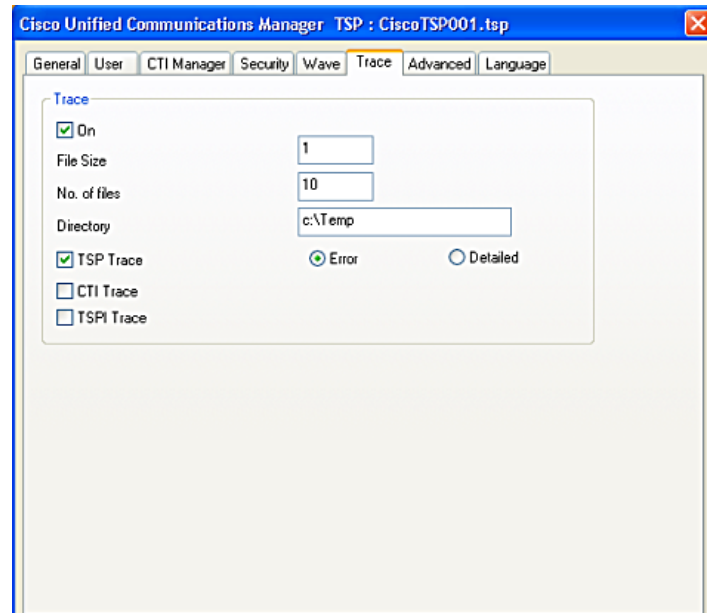 Cisco Unified Communications Manager TSP : CiscoTSP001.tsp
General User CTI Manager Security Wave Trace Advanced Language
Trace
On
File Size 1
No. of files 10
Directory c:\Temp
TSP Trace Error Detailed
CTI Trace
TSPI Trace